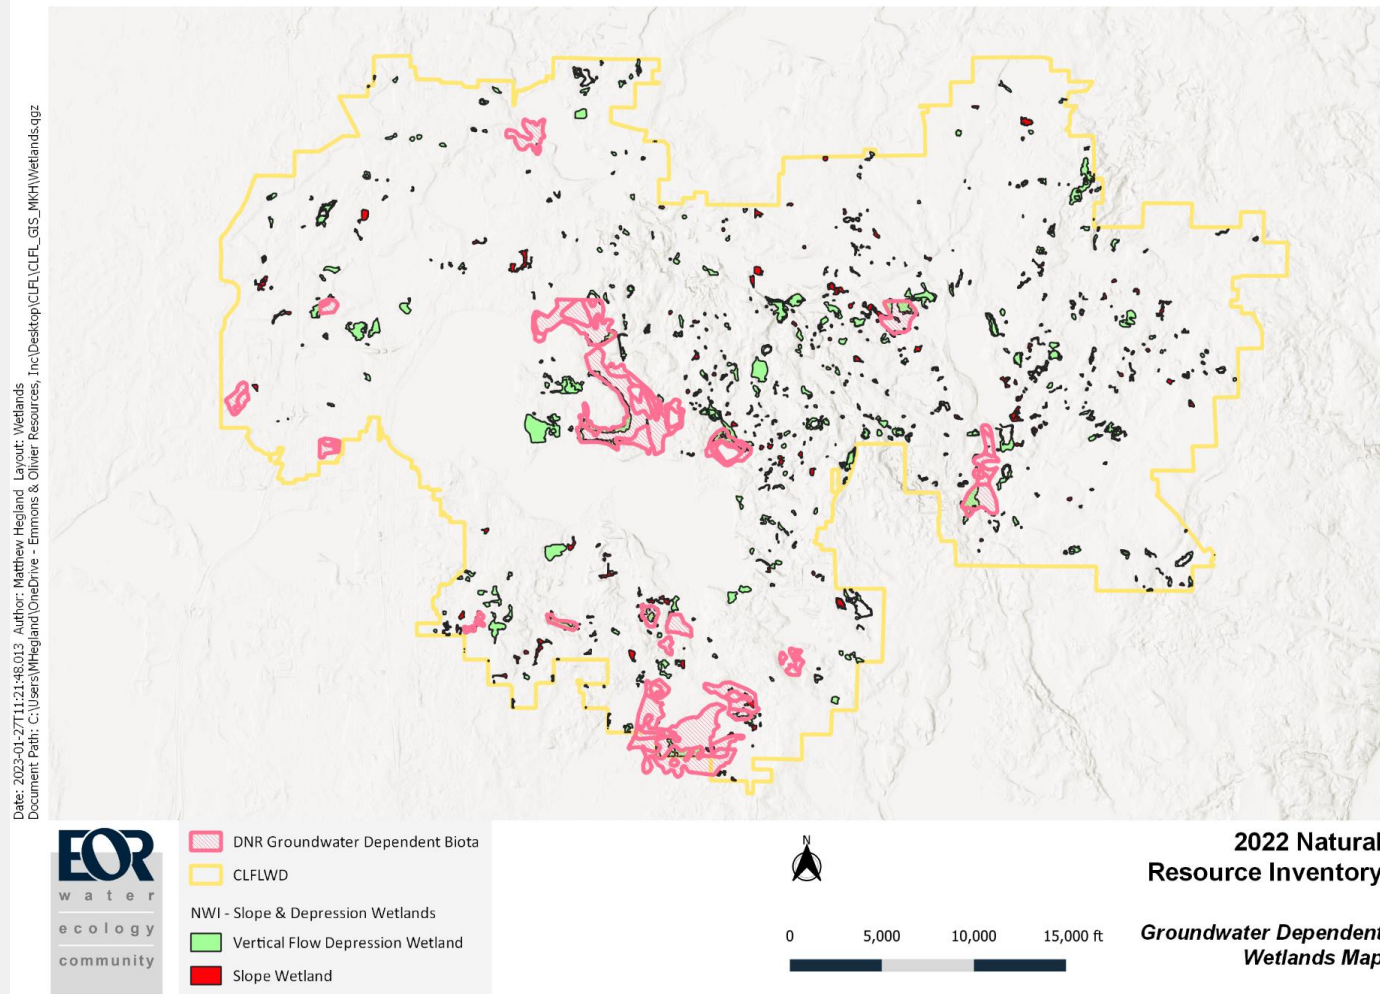 Date: 2023-01-27T11:21:48.013 Author: Matthew Hegland Layout: Wetlands
Document Path: C:\Users\MHegland\OneDrive - Emmons & Olivier Resources, Inc\Desktop\CLFL\CLFL_GIS_MKH\Wetlands.qgz
EOR
water
ecology
community
DNR Groundwater Dependent Biota
CLFLWD
NWI - Slope & Depression Wetlands
Vertical Flow Depression Wetland
Slope Wetland
N
0 5,000 10,000 15,000 ft
2022 Natural
Resource Inventory
Groundwater Dependent
Wetlands Map